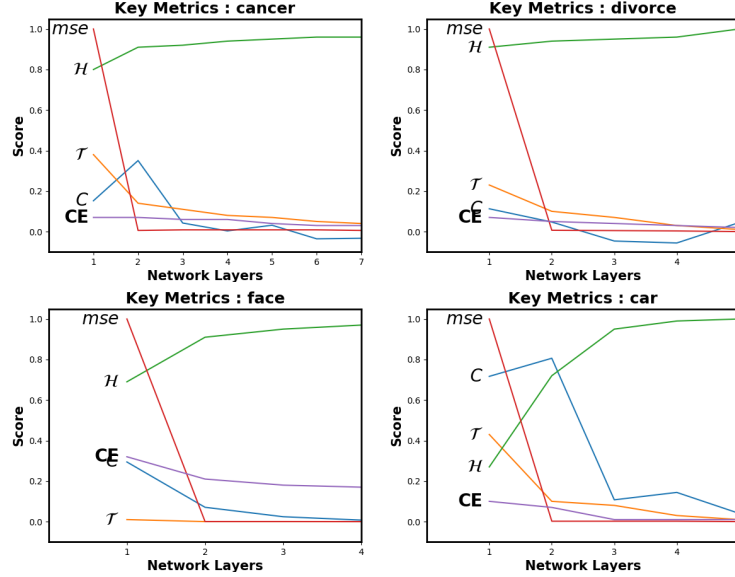 Key Metrics : cancer
mse
H
T
C
CE
1.0
0.8
0.6
0.4
0.2
0.0
Score
1 2 3 4 5 6 7
Network Layers
Key Metrics : divorce
mse
H
T
C
CE
1.0
0.8
0.6
0.4
0.2
0.0
Score
1 2 3 4
Network Layers
Key Metrics : face
mse
H
CE
C
T
1.0
0.8
0.6
0.4
0.2
0.0
Score
1 2 3 4
Network Layers
Key Metrics : car
mse
C
T
H
CE
1.0
0.8
0.6
0.4
0.2
0.0
Score
1 2 3 4
Network Layers